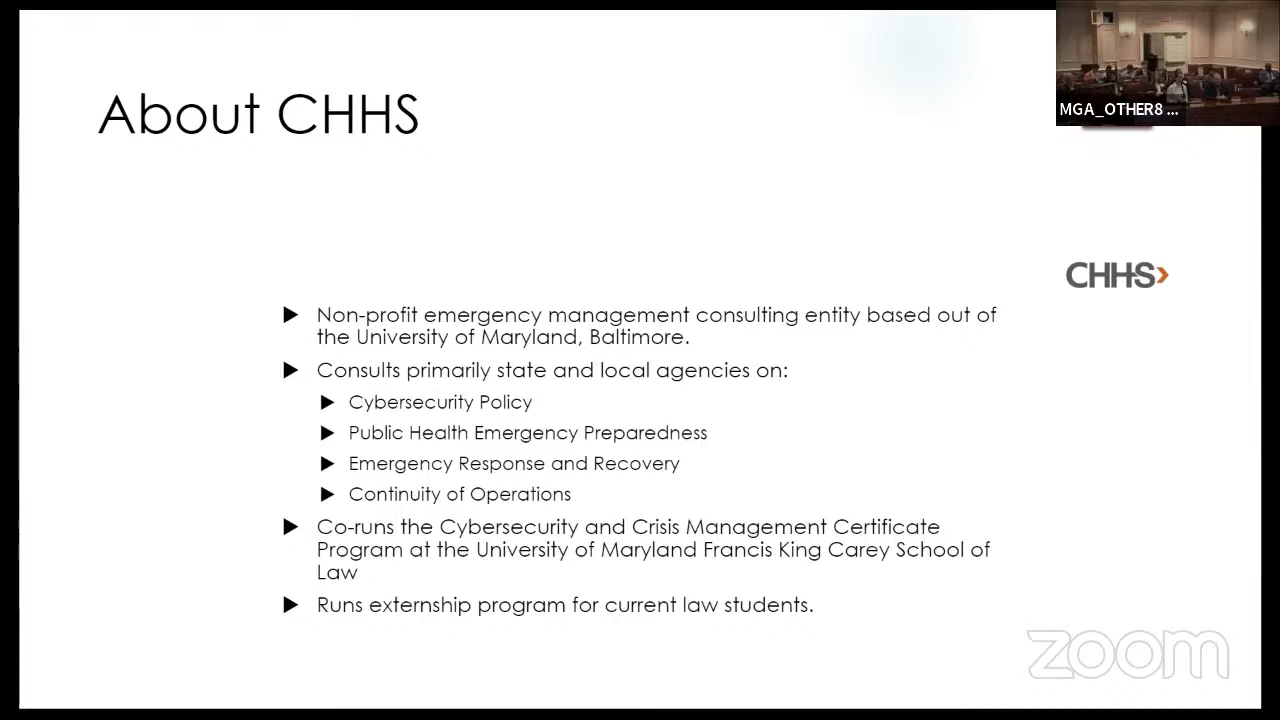 About CHHS
MGA_OTHER8 ...
CHHS
► Non-profit emergency management consulting entity based out of
the University of Maryland, Baltimore.
► Consults primarily state and local agencies on:
► Cybersecurity Policy
► Public Health Emergency Preparedness
► Emergency Response and Recovery
► Continuity of Operations
► Co-runs the Cybersecurity and Crisis Management Certificate
Program at the University of Maryland Francis King Carey School of
Law
► Runs externship program for current law students.
zoom